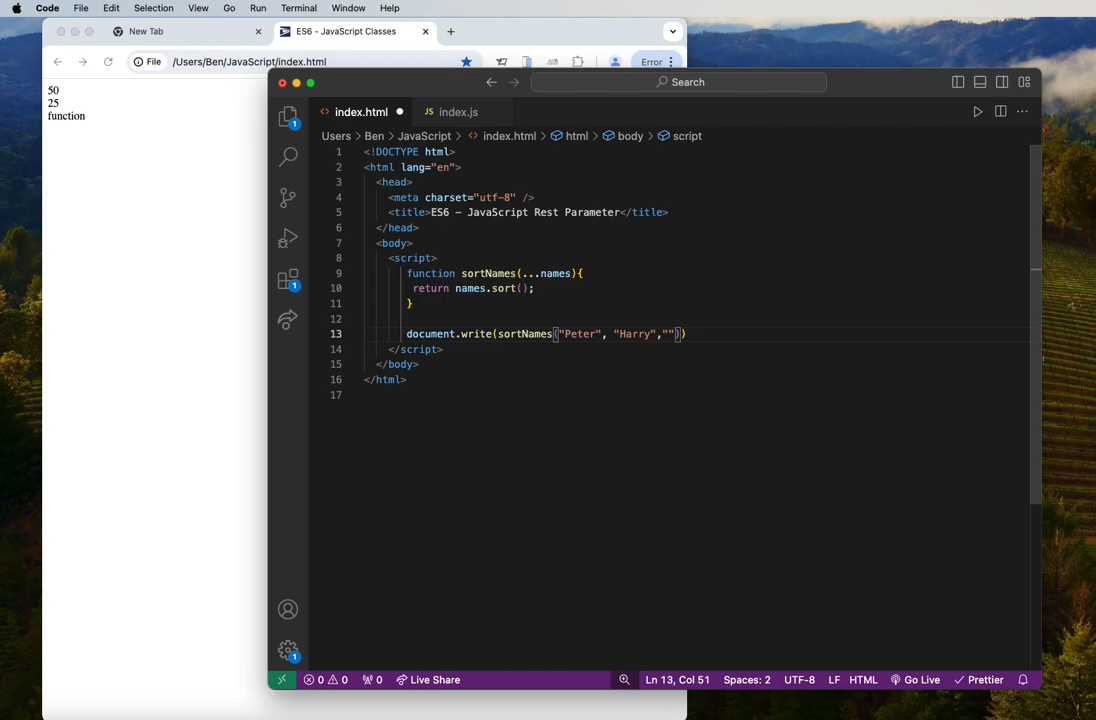 Code File Edit Selection View Go Run Terminal Window Help
New Tab
ES6 - JavaScript Classes
File /Users/Ben/JavaScript/index.html
Error
50
25
function
Search
index.html
JS index.js
Users > Ben > JavaScript > index.html > html > body > script
1 <!DOCTYPE html>
2 <html lang="en">
3 <head>
4 <meta charset="utf-8" />
5 <title>ES6 - JavaScript Rest Parameter</title>
6 </head>
7 <body>
8 <script>
9 function sortNames(...names){
10 return names.sort();
11 }
12
13 document.write(sortNames("Peter", "Harry",""))
14 </script>
15 </body>
16 </html>
17
1
1
1
0 0 0 Live Share Ln 13, Col 51 Spaces: 2 UTF-8 LF HTML Go Live Prettier